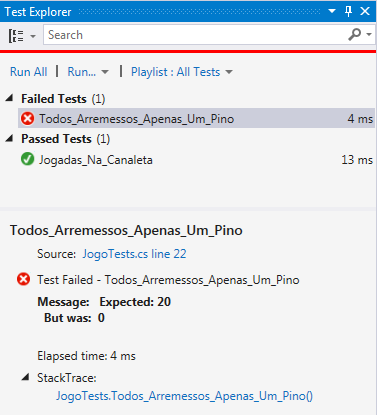 Test Explorer
Search
Run All | Run... | Playlist : All Tests
Failed Tests (1)
Todos_Arremessos_Apenas_Um_Pino 4 ms
Passed Tests (1)
Jogadas_Na_Canaleta 13 ms
Todos_Arremessos_Apenas_Um_Pino
Source: JogoTests.cs line 22
Test Failed - Todos_Arremessos_Apenas_Um_Pino
Message: Expected: 20
But was: 0
Elapsed time: 4 ms
StackTrace:
JogoTests.Todos_Arremessos_Apenas_Um_Pino()